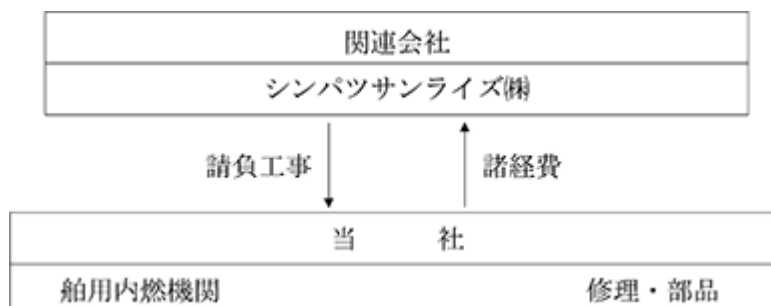 関連会社
シンパツサンライズ㈱
請負工事 諸経費
当 社
舶用内燃機関 修理・部品